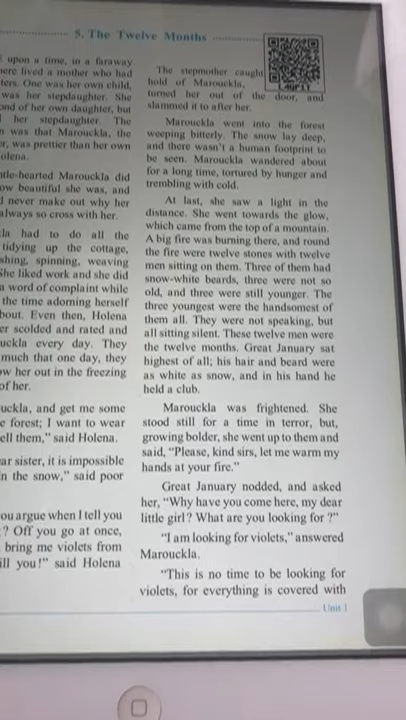 5. The Twelve Months
upon a time, in a faraway
here lived a mother who had
ters. One was her own child,
was her stepdaughter. She
ond of her own daughter, but
her stepdaughter. The
n was that Marouckla, the
er, was prettier than her own
olena.
ntle-hearted Marouckla did
ow beautiful she was, and
d never make out why her
always so cross with her.
kla had to do all the
tidying up the cottage,
shing, spinning, weaving
She liked work and she did
a word of complaint while
the time adorning herself
bout. Even then, Holena
er scolded and rated and
uckla every day. They
much that one day, they
ew her out in the freezing
of her.
uckla, and get me some
e forest; I want to wear
ell them," said Holena.
ar sister, it is impossible
in the snow," said poor
ou argue when I tell you
? Off you go at once,
bring me violets from
ill you!" said Holena
The stepmother caught
hold of Marouckla,
turned her out of the door, and
slammed it to after her.
Marouckla went into the forest
weeping bitterly. The snow lay deep,
and there wasn't a human footprint to
be seen. Marouckla wandered about
for a long time, tortured by hunger and
trembling with cold.
At last, she saw a light in the
distance. She went towards the glow,
which came from the top of a mountain.
A big fire was burning there, and round
the fire were twelve stones with twelve
men sitting on them. Three of them had
snow-white beards, three were not so
old, and three were still younger. The
three youngest were the handsomest of
them all. They were not speaking, but
all sitting silent. These twelve men were
the twelve months. Great January sat
highest of all; his hair and beard were
as white as snow, and in his hand he
held a club.
Marouckla was frightened. She
stood still for a time in terror, but,
growing bolder, she went up to them and
said, "Please, kind sirs, let me warm my
hands at your fire."
Great January nodded, and asked
her, "Why have you come here, my dear
little girl? What are you looking for ?"
"I am looking for violets," answered
Marouckla.
"This is no time to be looking for
violets, for everything is covered with
Unit 1